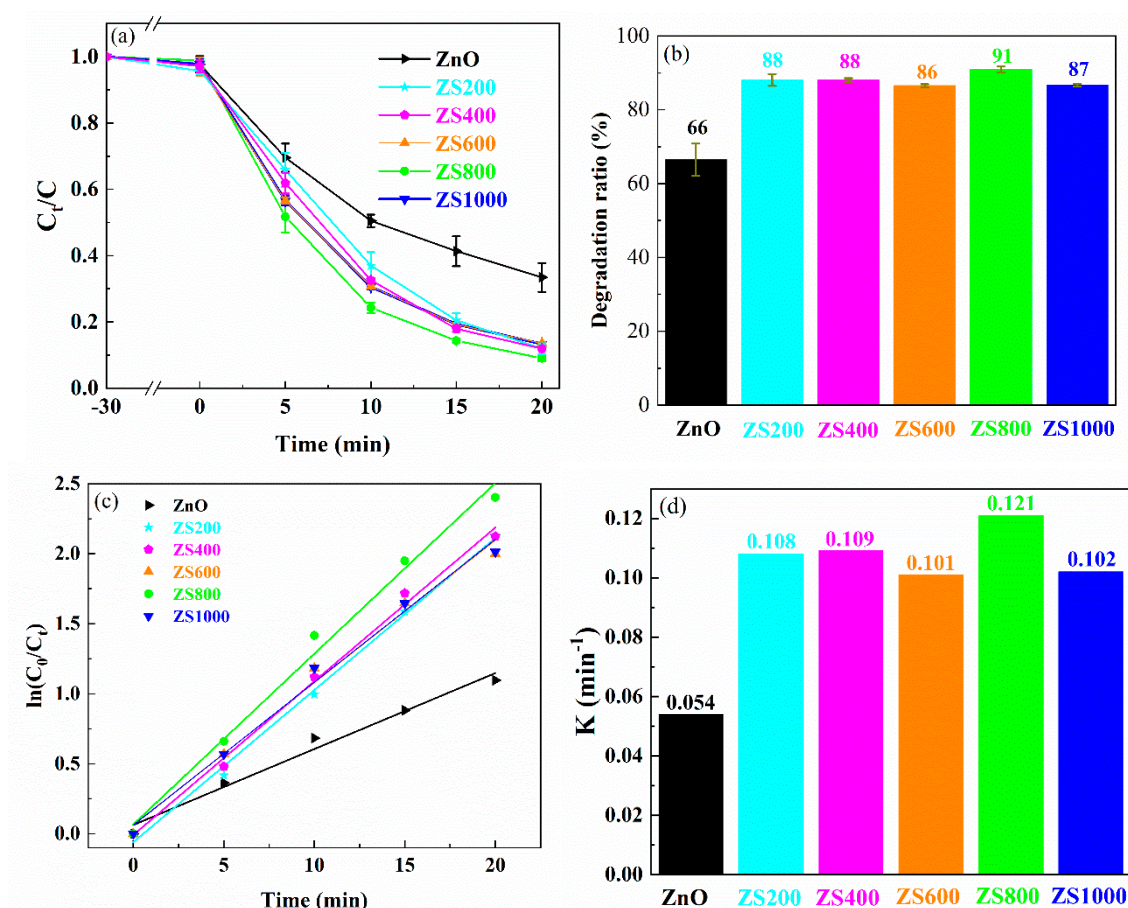 (a)
ZnO
ZS200
ZS400
ZS600
ZS800
ZS1000
1.0
0.8
0.6
0.4
0.2
0.0
Ct/C
-30 0 5 10 15 20
Time (min)
(b)
100
80
60
40
20
0
Degradation ratio (%)
66 88 88 86 91 87
ZnO ZS200 ZS400 ZS600 ZS800 ZS1000
(c)
ZnO
ZS200
ZS400
ZS600
ZS800
ZS1000
2.5
2.0
1.5
1.0
0.5
0.0
ln(C0/Ct)
0 5 10 15 20
Time (min)
(d)
0.12
0.10
0.08
0.06
0.04
0.02
0.00
K (min-1)
0.054 0.108 0.109 0.101 0.121 0.102
ZnO ZS200 ZS400 ZS600 ZS800 ZS1000